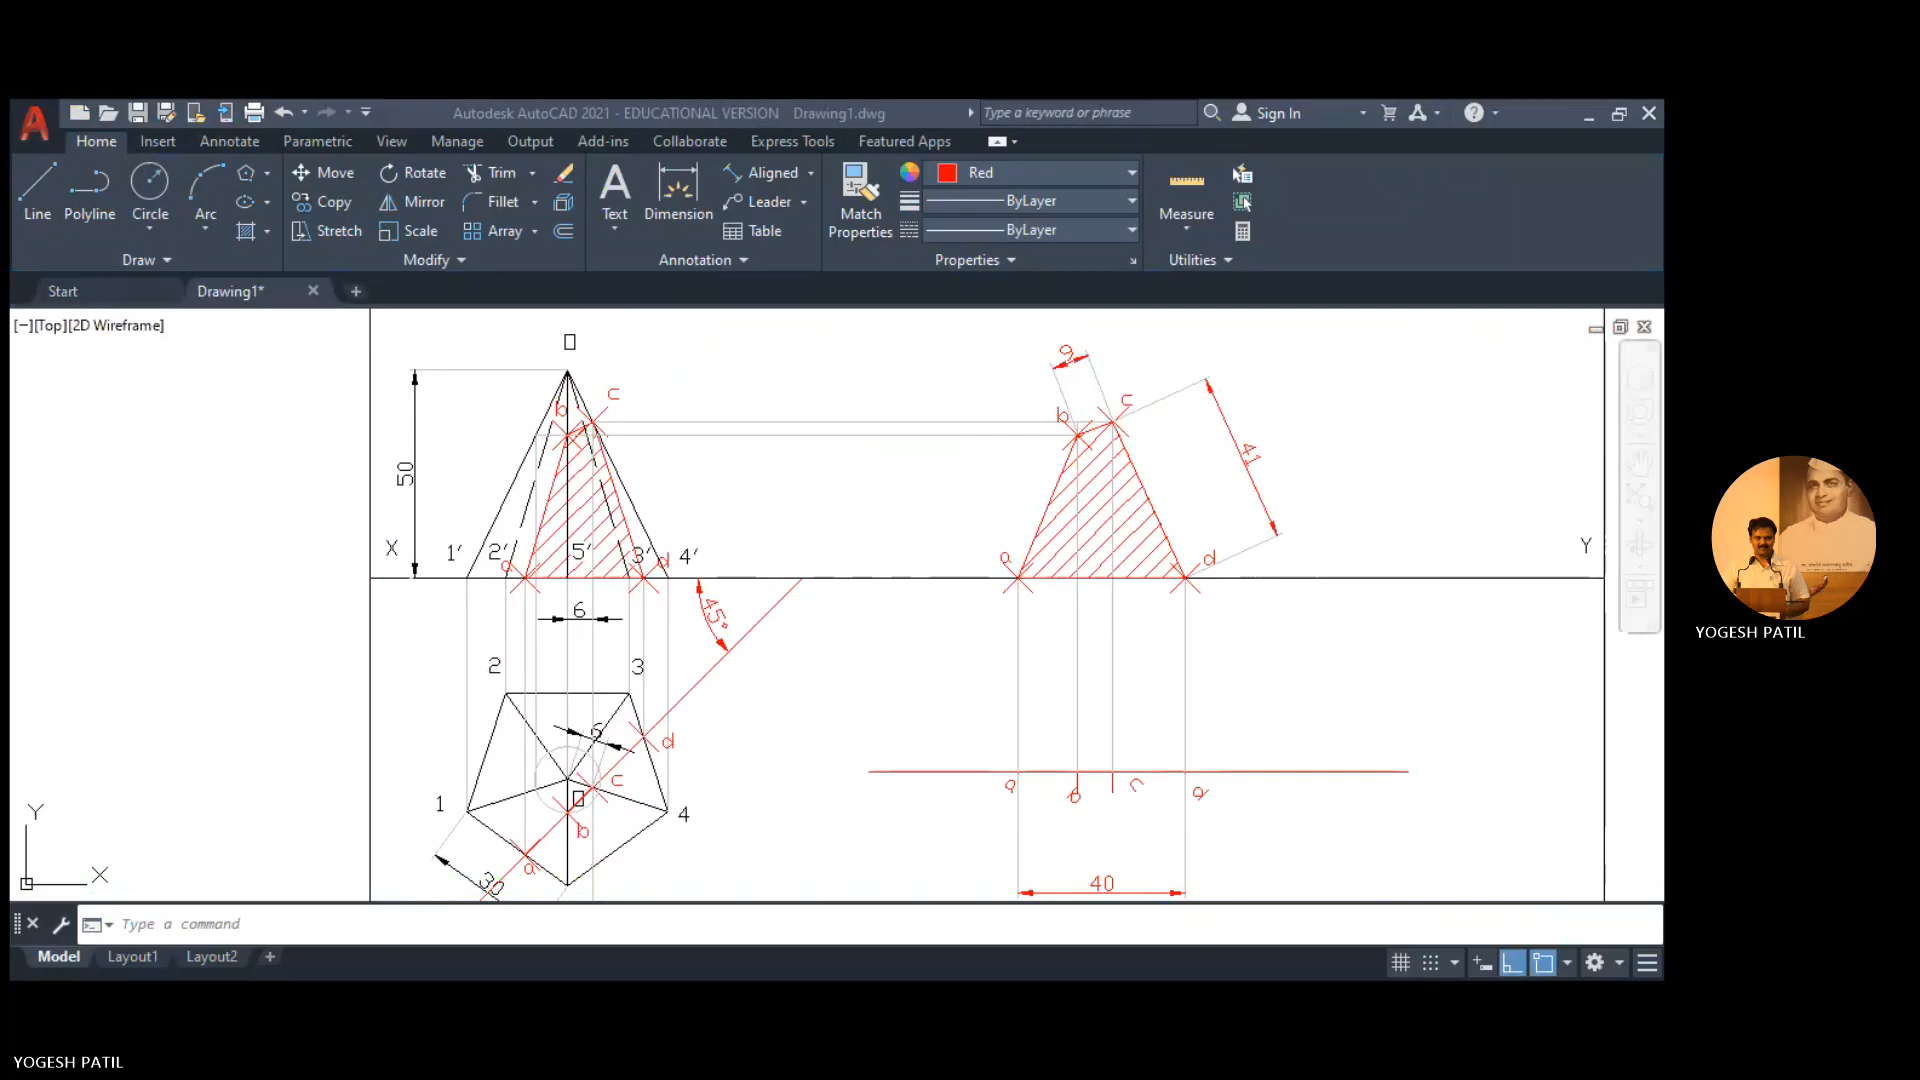 Autodesk AutoCAD 2021 - EDUCATIONAL VERSION Drawing1.dwg
Type a keyword or phrase
Sign In
Home Insert Annotate Parametric View Manage Output Add-ins Collaborate Express Tools Featured Apps
Line Polyline Circle Arc
Draw
Move Rotate Trim
Copy Mirror Fillet
Stretch Scale Array
Modify
Text Dimension
Aligned
Leader
Table
Annotation
Match Properties
Red
ByLayer
ByLayer
Properties
Measure
Utilities
Start Drawing1*
[−][Top][2D Wireframe]
9
c
b
c
b
50
41
X
1' 2' 5' 3' 4'
a
d
a
d
Y
6
45°
2
3
6
d
c
a
b
c
d
1
4
b
a
30
40
Y
X
Type a command
Model Layout1 Layout2
YOGESH PATIL
YOGESH PATIL